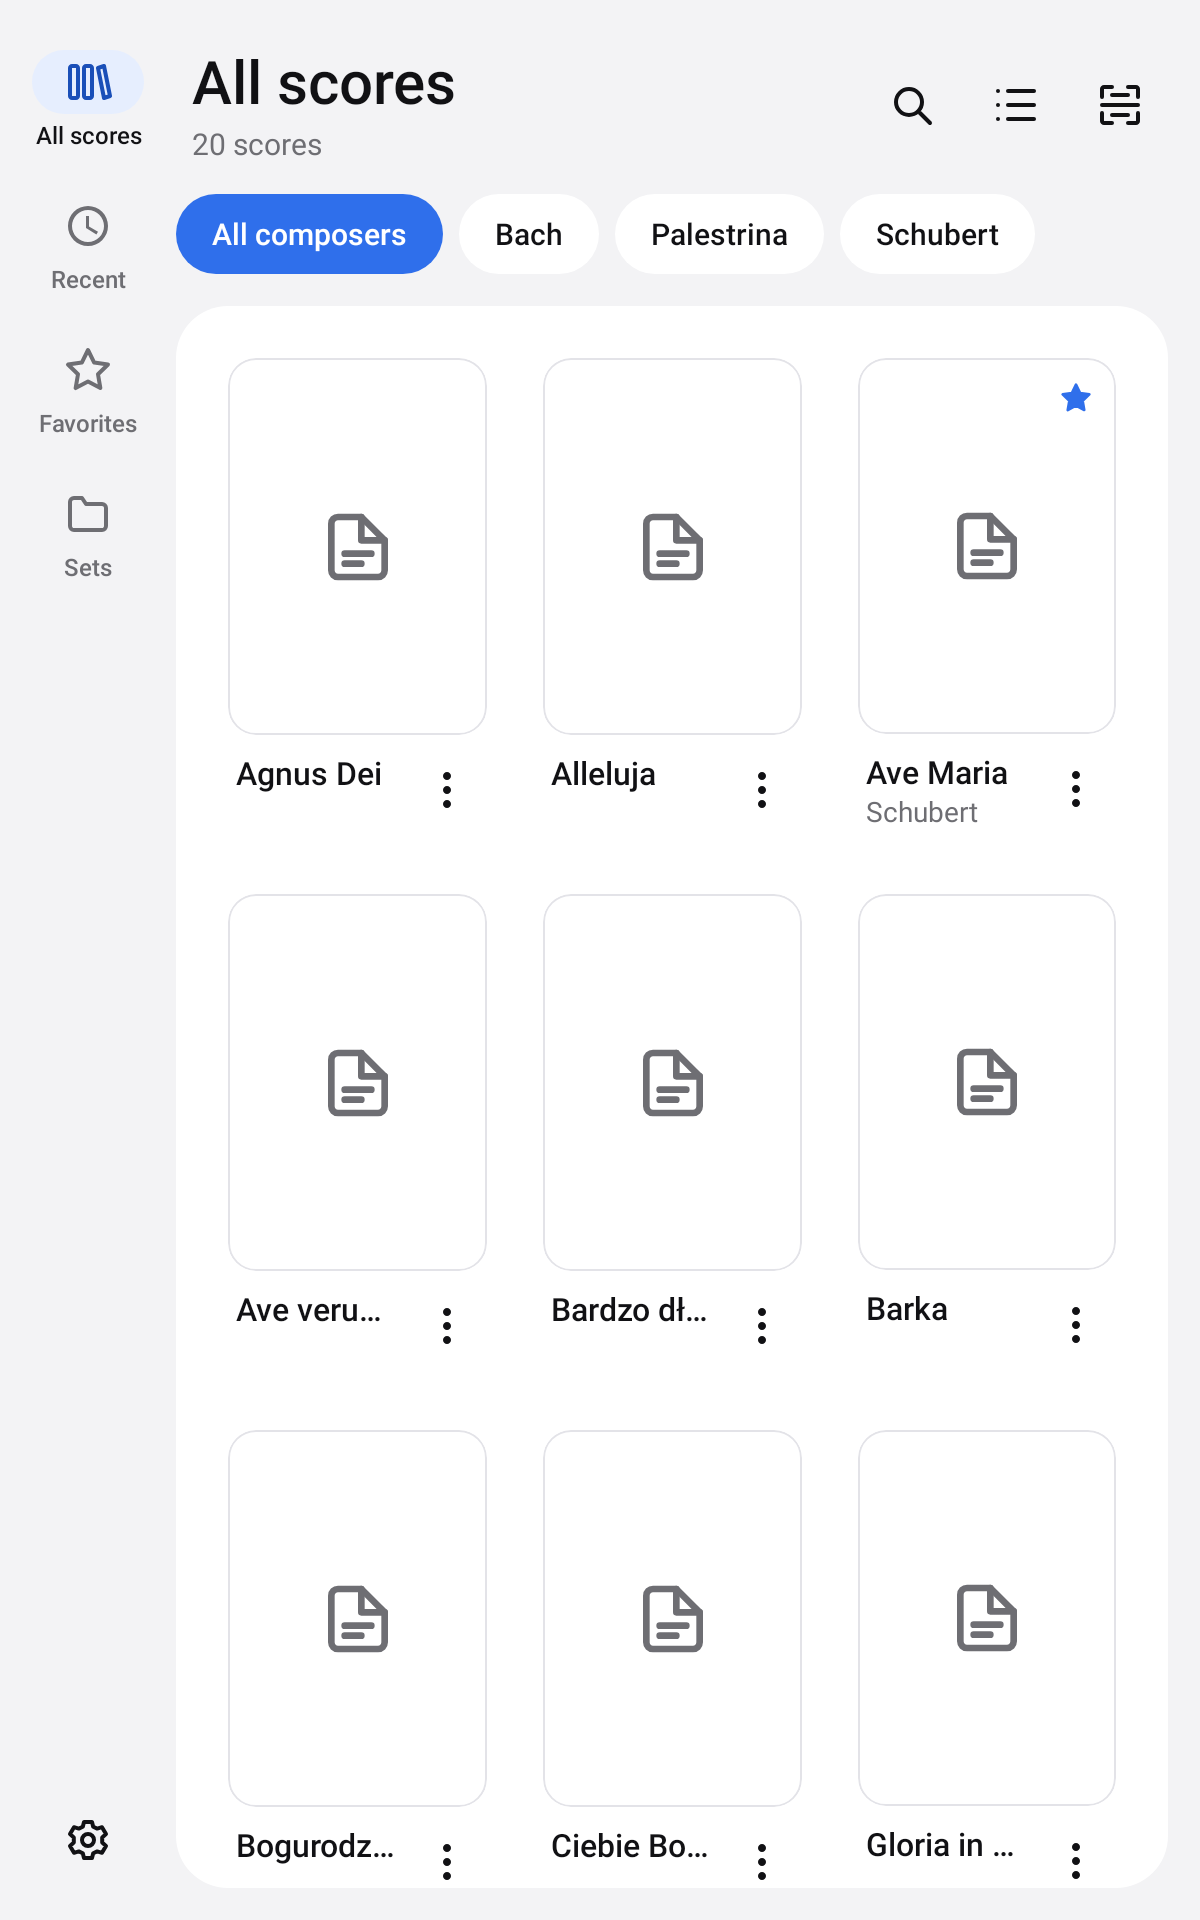 All scores
20 scores
All scores
Recent
Favorites
Sets
All composers
Bach
Palestrina
Schubert
Agnus Dei
Alleluja
Ave Maria
Schubert
Ave veru...
Bardzo dł...
Barka
Bogurodz...
Ciebie Bo...
Gloria in ...